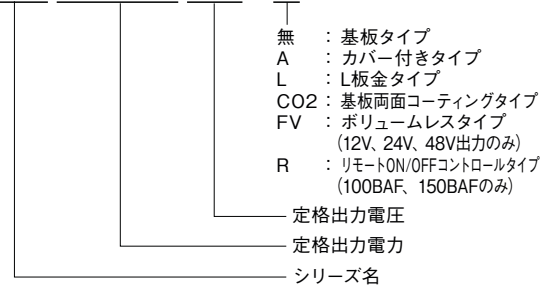 無 : 基板タイプ
A : カバー付きタイプ
L : L板金タイプ
CO2 : 基板両面コーティングタイプ
FV : ボリュームレスタイプ
(12V、24V、48V出力のみ)
R : リモートON/OFFコントロールタイプ
(100BAF、150BAFのみ)
定格出力電圧
定格出力電力
シリーズ名